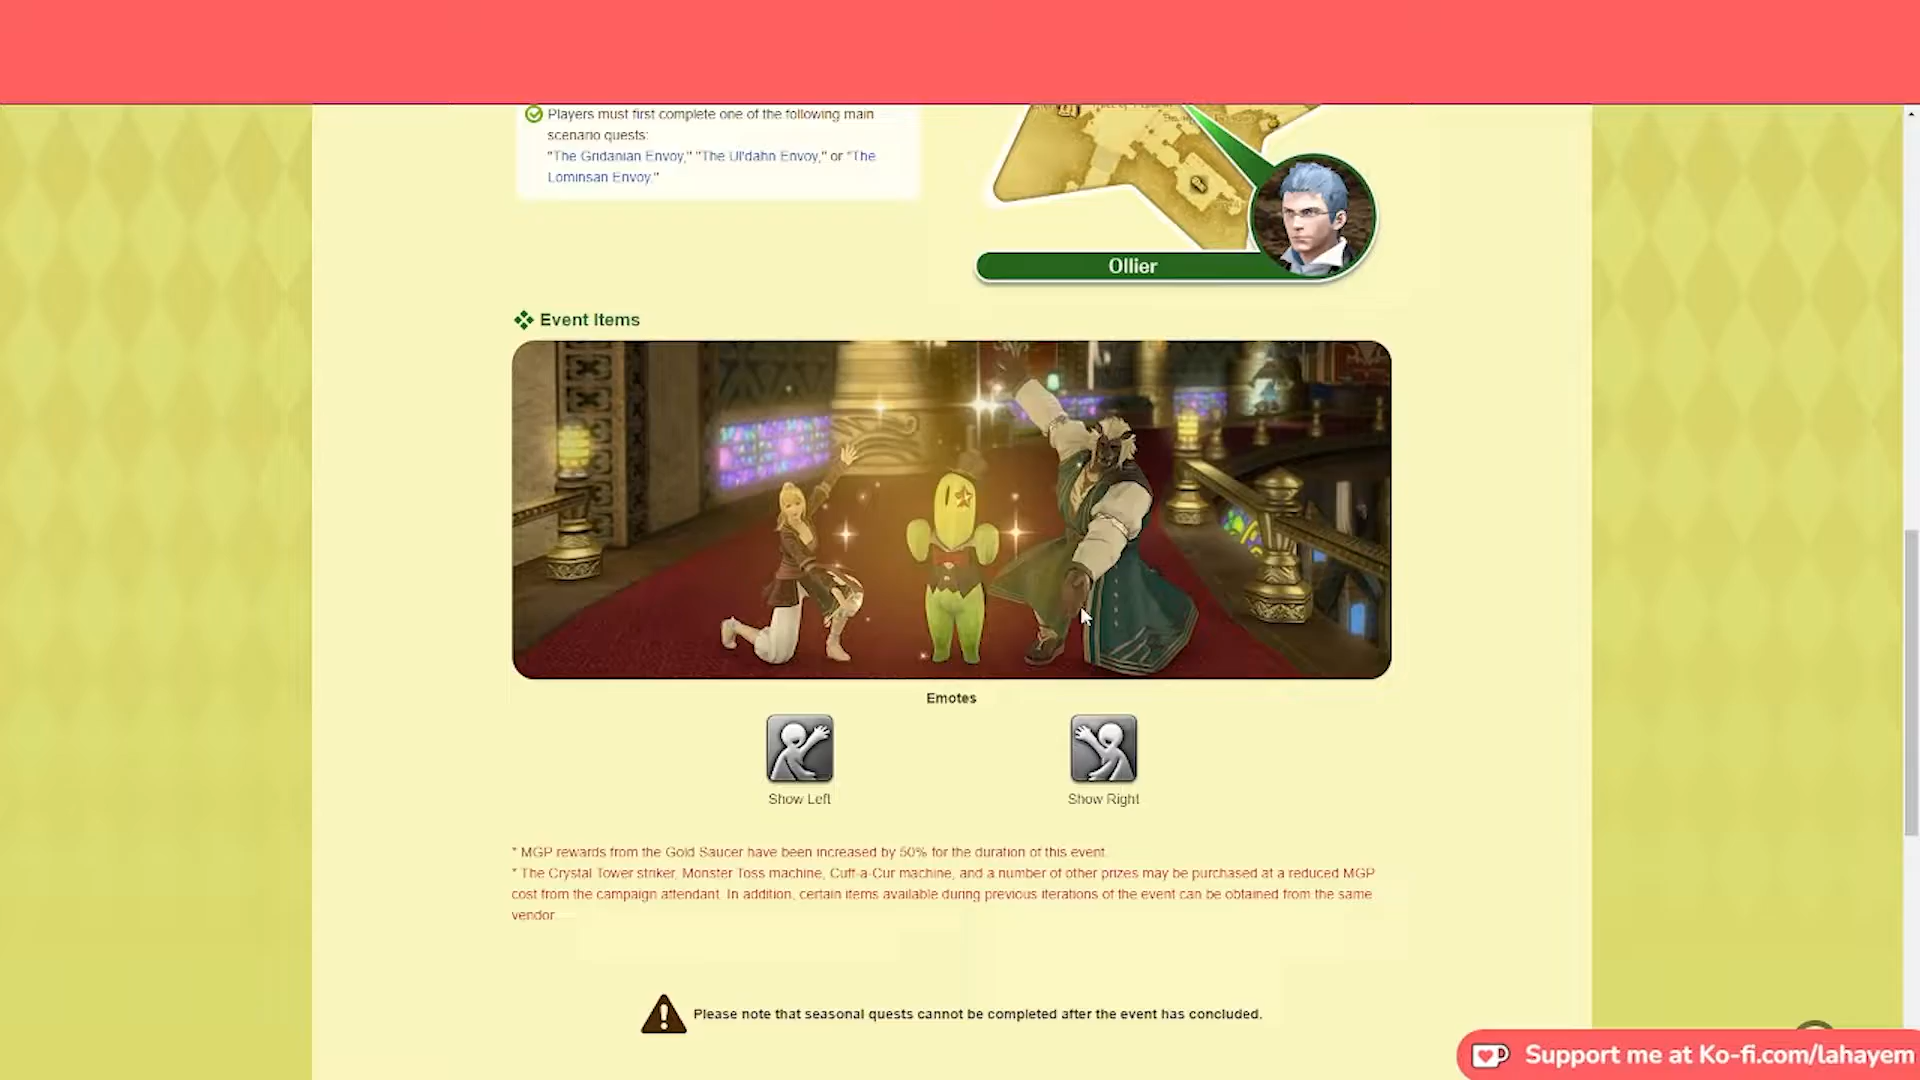 Players must first complete one of the following main
scenario quests:
"The Gridanian Envoy," "The Ul'dahn Envoy," or "The
Lominsan Envoy."
Ollier
Event Items
Emotes
Show Left
Show Right
* MGP rewards from the Gold Saucer have been increased by 50% for the duration of this event.
* The Crystal Tower striker, Monster Toss machine, Cuff-a-Cur machine, and a number of other prizes may be purchased at a reduced MGP
cost from the campaign attendant. In addition, certain items available during previous iterations of the event can be obtained from the same
vendor.
Please note that seasonal quests cannot be completed after the event has concluded.
Support me at Ko-fi.com/lahayem